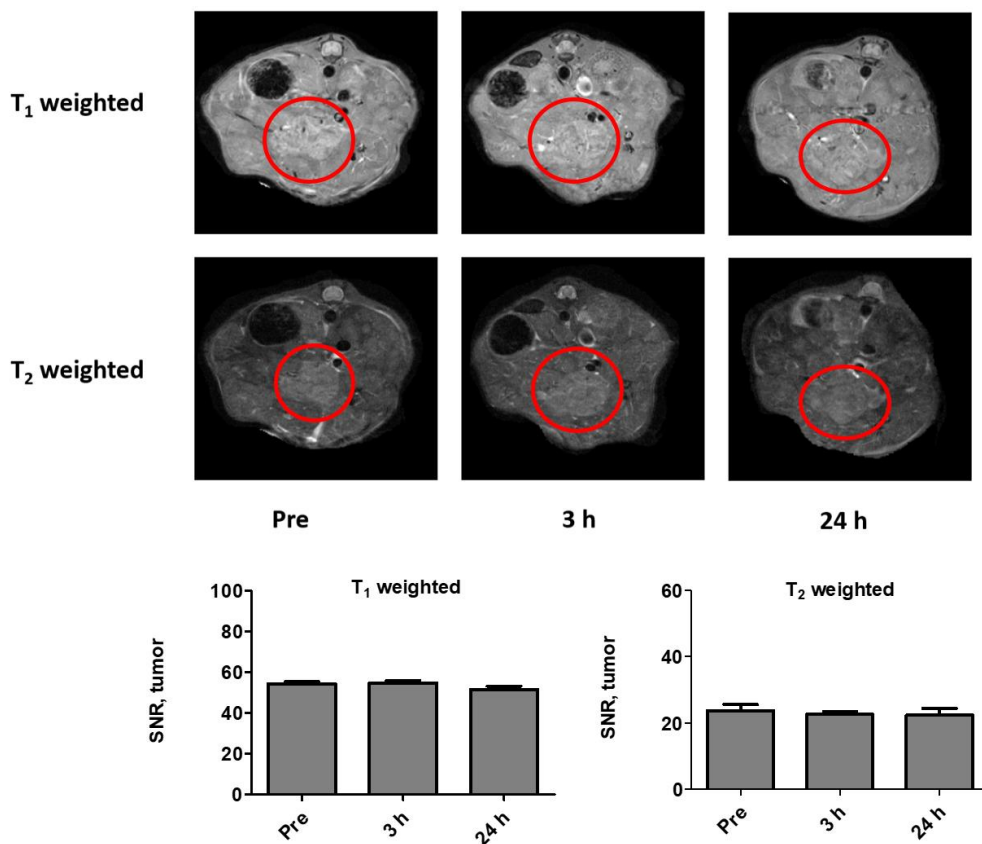 T₁ weighted
T₂ weighted
Pre 3 h 24 h
T₁ weighted
SNR, tumor
100
80
60
40
20
0
Pre 3 h 24 h
T₂ weighted
SNR, tumor
60
40
20
0
Pre 3 h 24 h